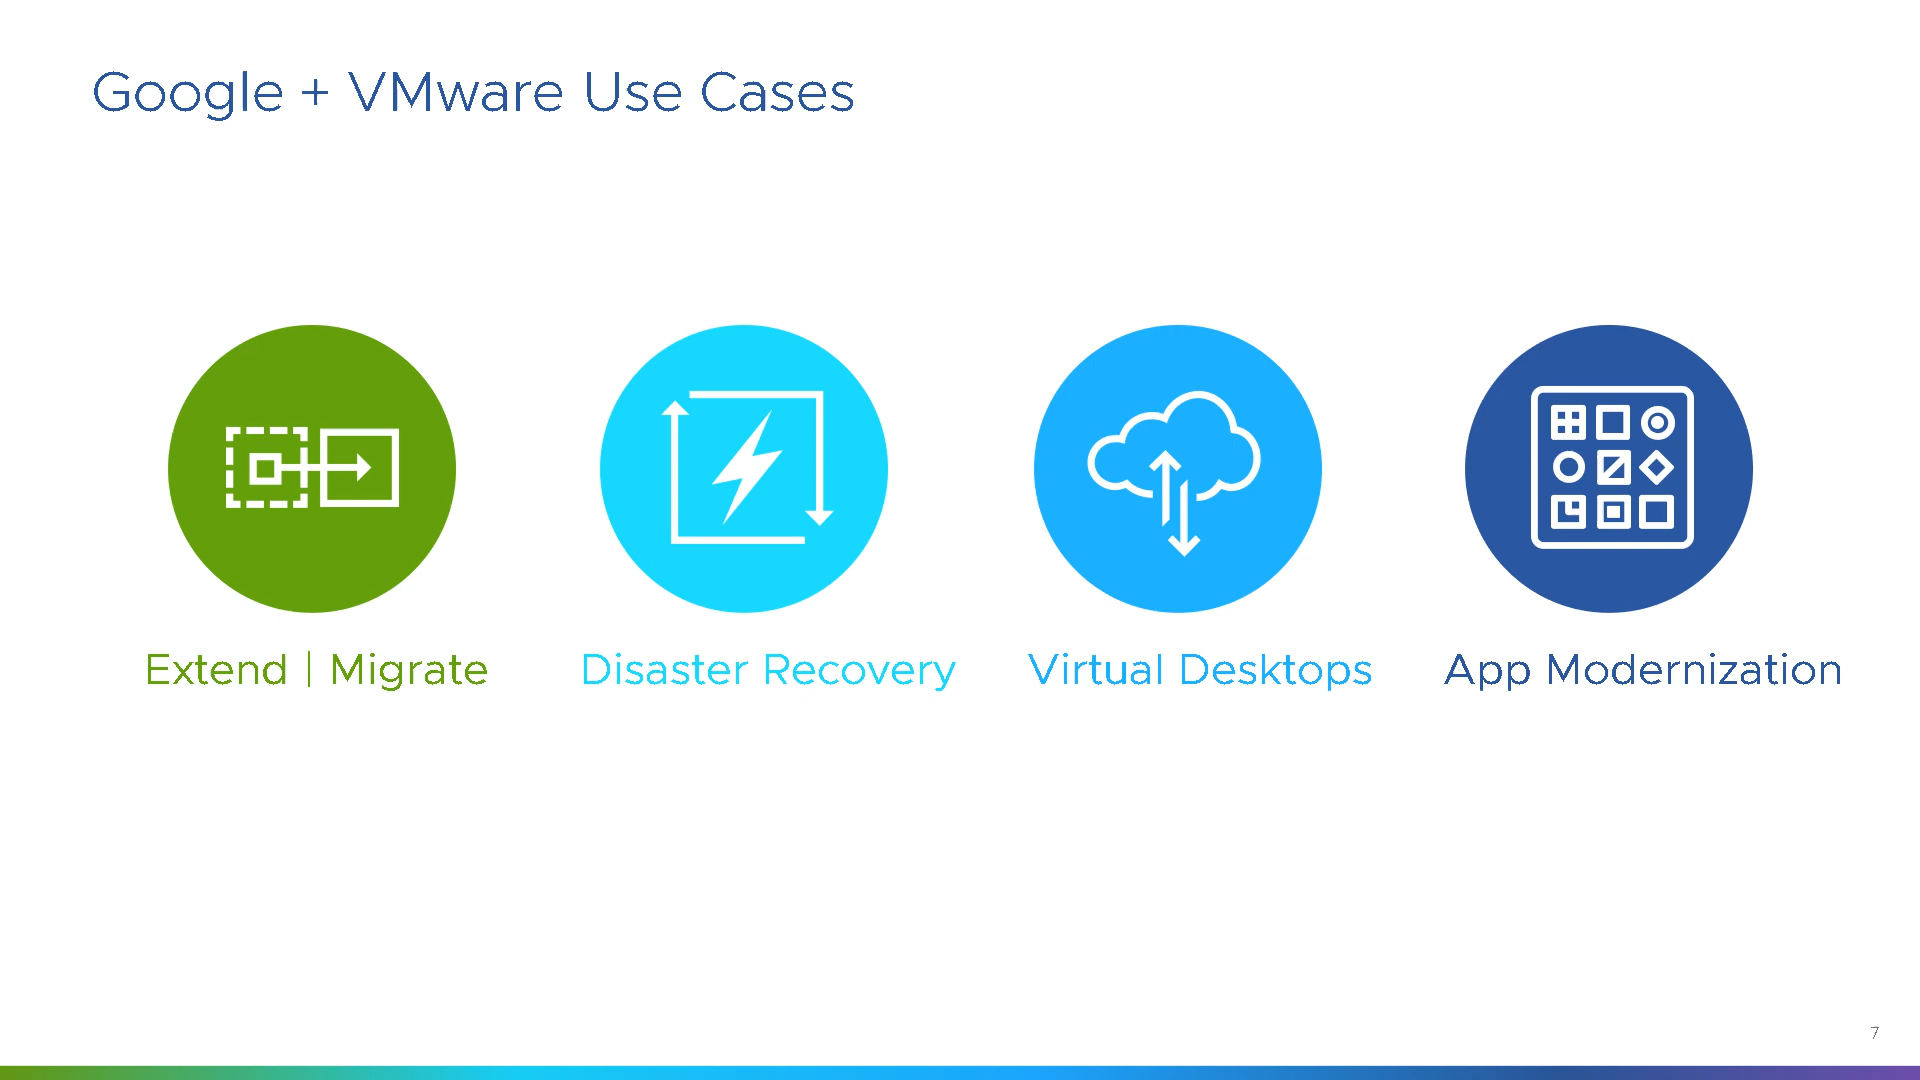 Google + VMware Use Cases
Extend | Migrate
Disaster Recovery
Virtual Desktops
App Modernization
7